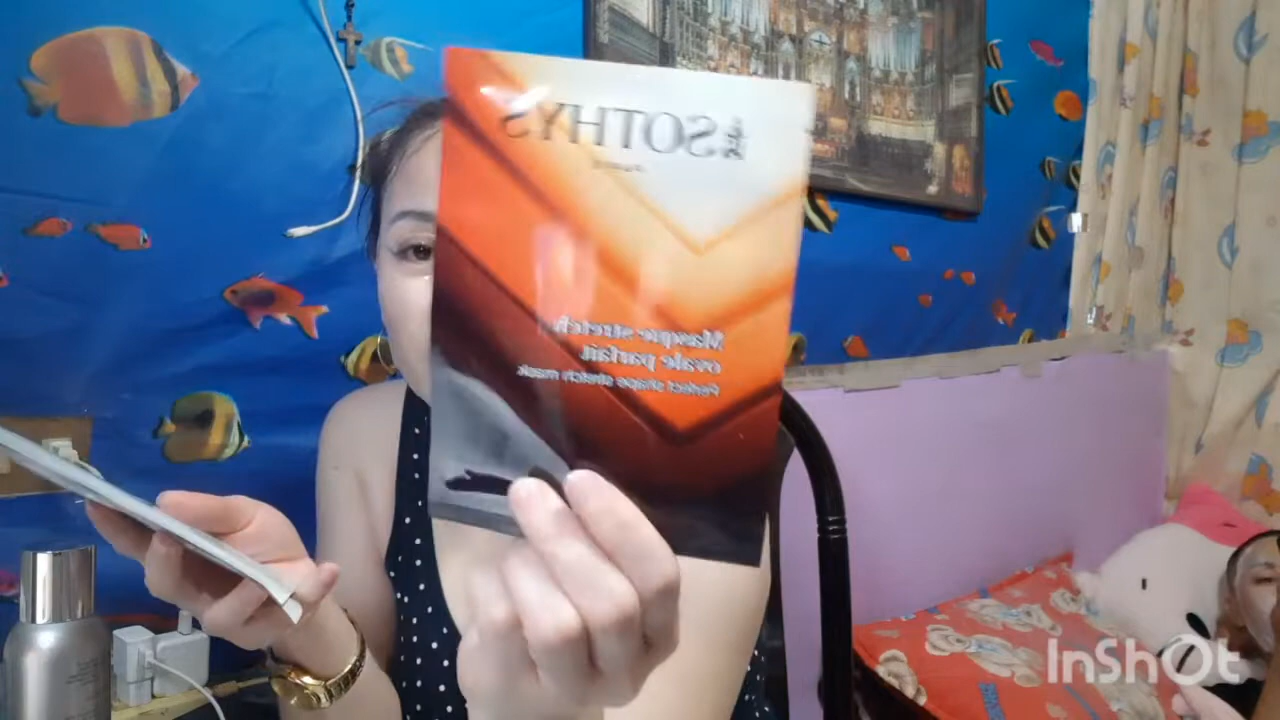 SOTHYS
Masque stretch
ovale parfait
Perfect shape stretch mask
InShOt